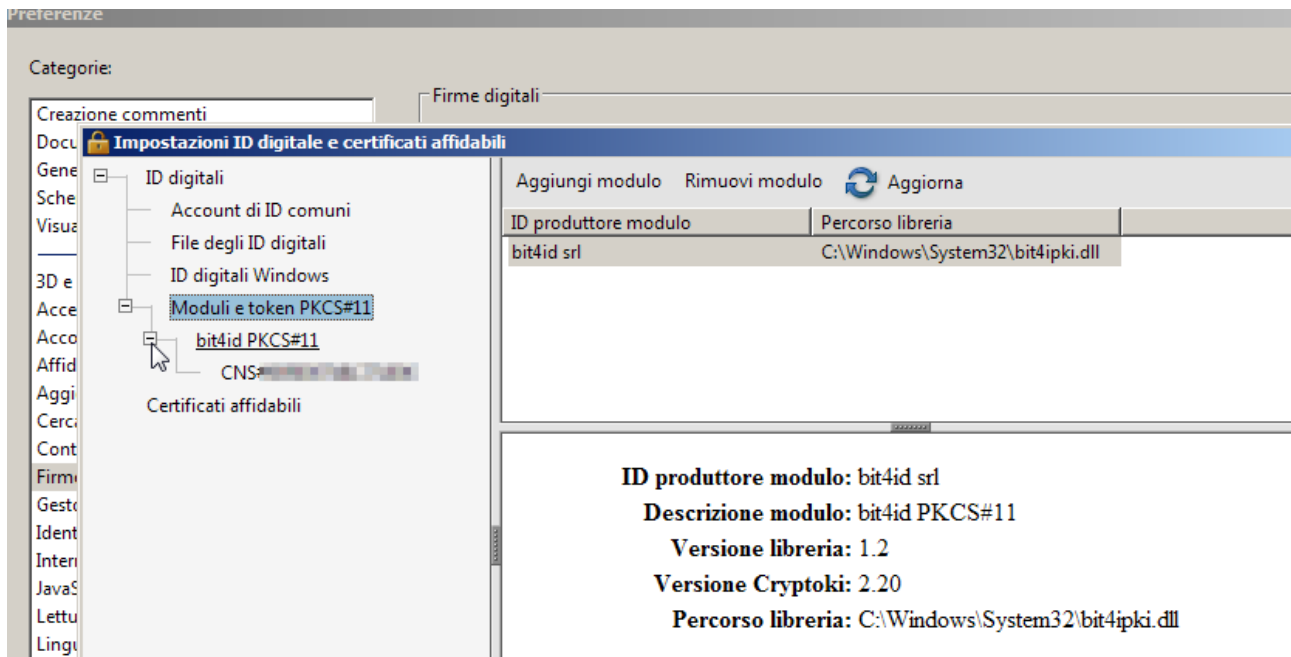 Preferenze
Categorie:
Firme digitali
Creazione commenti
Docu
Gene
Sche
Visua
3D e
Acce
Acco
Affid
Aggi
Cerca
Cont
Firme
Gesto
Ident
Inter
JavaS
Lettu
Lingu
Impostazioni ID digitale e certificati affidabili
ID digitali
Account di ID comuni
File degli ID digitali
ID digitali Windows
Moduli e token PKCS#11
bit4id PKCS#11
CNS#
Certificati affidabili
Aggiungi modulo Rimuovi modulo Aggiorna
ID produttore modulo Percorso libreria
bit4id srl C:\Windows\System32\bit4ipki.dll
ID produttore modulo: bit4id srl
Descrizione modulo: bit4id PKCS#11
Versione libreria: 1.2
Versione Cryptoki: 2.20
Percorso libreria: C:\Windows\System32\bit4ipki.dll